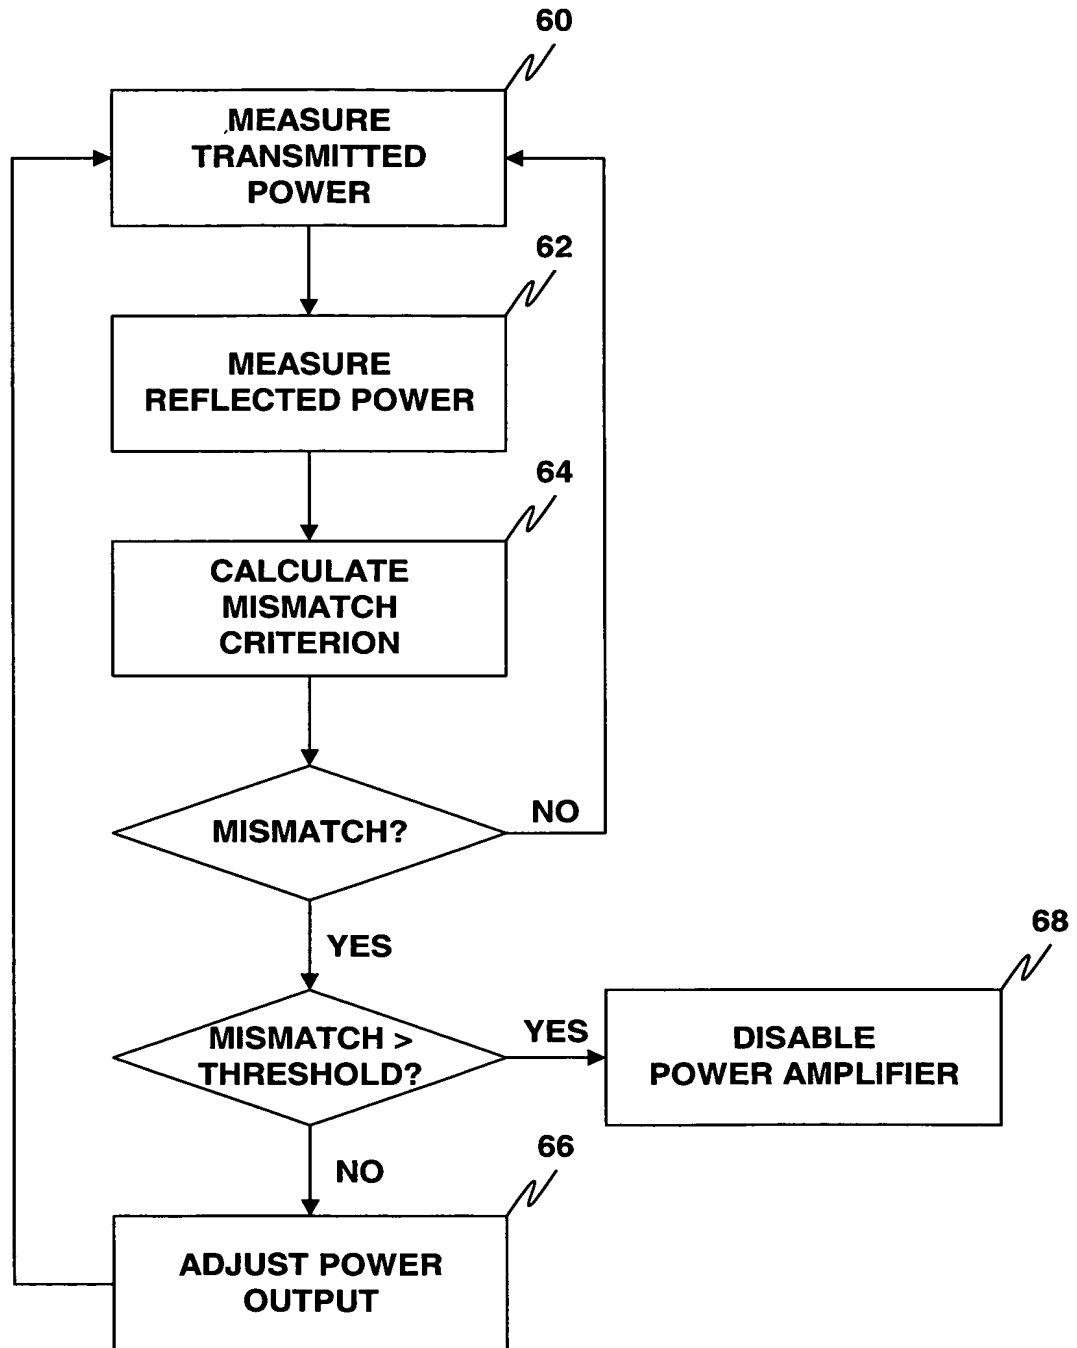 60
MEASURE
TRANSMITTED
POWER
62
MEASURE
REFLECTED POWER
64
CALCULATE
MISMATCH
CRITERION
MISMATCH?
NO
YES
68
MISMATCH >
THRESHOLD?
YES
DISABLE
POWER AMPLIFIER
NO
66
ADJUST POWER
OUTPUT